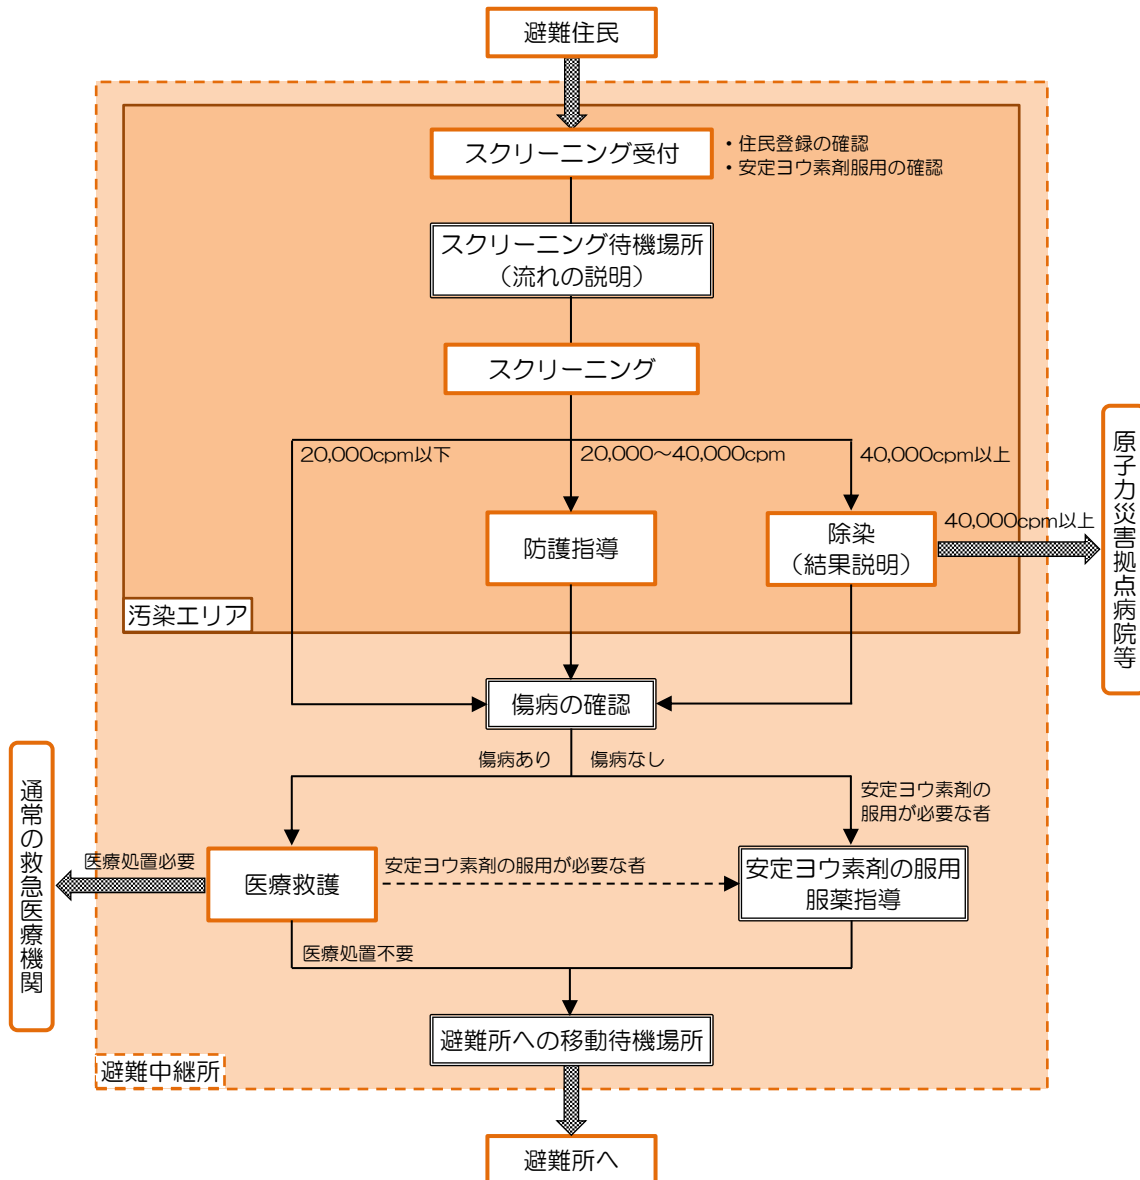 避難住民
スクリーニング受付
・住民登録の確認
・安定ヨウ素剤服用の確認
スクリーニング待機場所
（流れの説明）
スクリーニング
20,000cpm以下
20,000～40,000cpm
40,000cpm以上
防護指導
除染
（結果説明）
40,000cpm以上
原子力災害拠点病院等
汚染エリア
傷病の確認
傷病あり
傷病なし
安定ヨウ素剤の
服用が必要な者
通常の救急医療機関
医療処置必要
医療救護
安定ヨウ素剤の服用が必要な者
安定ヨウ素剤の服用
服薬指導
医療処置不要
避難所への移動待機場所
避難中継所
避難所へ